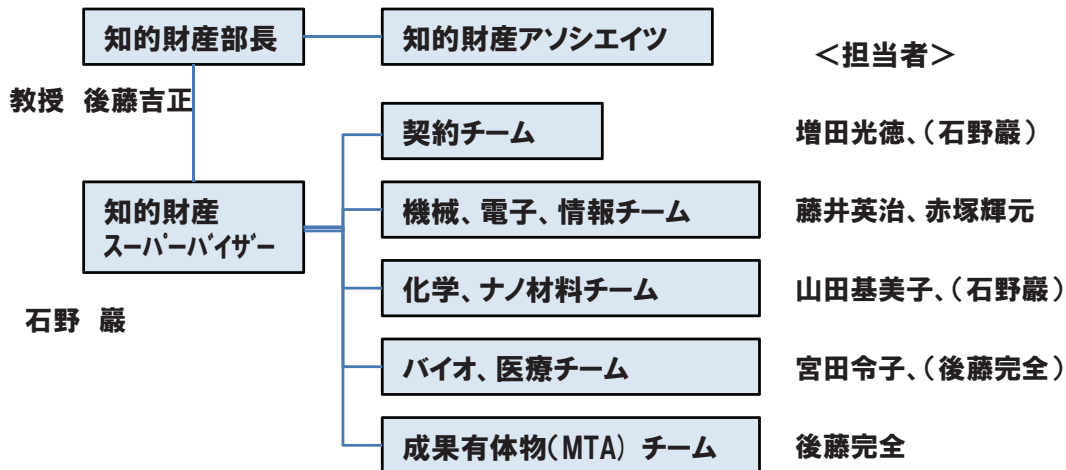 知的財産部長
知的財産アソシエイツ
＜担当者＞
教授　後藤吉正
契約チーム
増田光徳、（石野巖）
知的財産
スーパーバイザー
機械、電子、情報チーム
藤井英治、赤塚輝元
化学、ナノ材料チーム
山田基美子、（石野巖）
石野　巖
バイオ、医療チーム
宮田令子、（後藤完全）
成果有体物（MTA） チーム
後藤完全